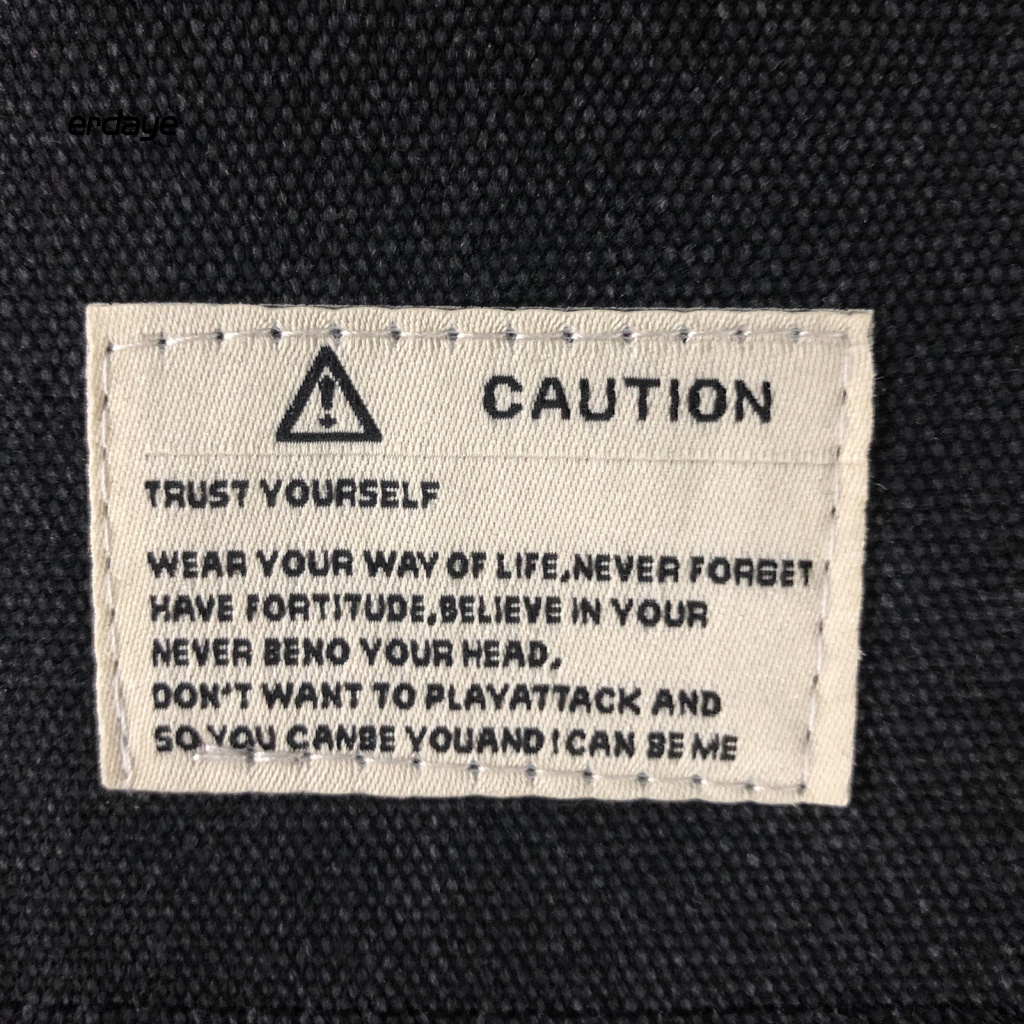 erdaye
CAUTION
TRUST YOURSELF
WEAR YOUR WAY OF LIFE,NEVER FORGET
HAVE FORTITUDE,BELIEVE IN YOUR
NEVER BEND YOUR HEAD,
DON'T WANT TO PLAYATTACK AND
SO YOU CANBE YOUAND I CAN BE ME